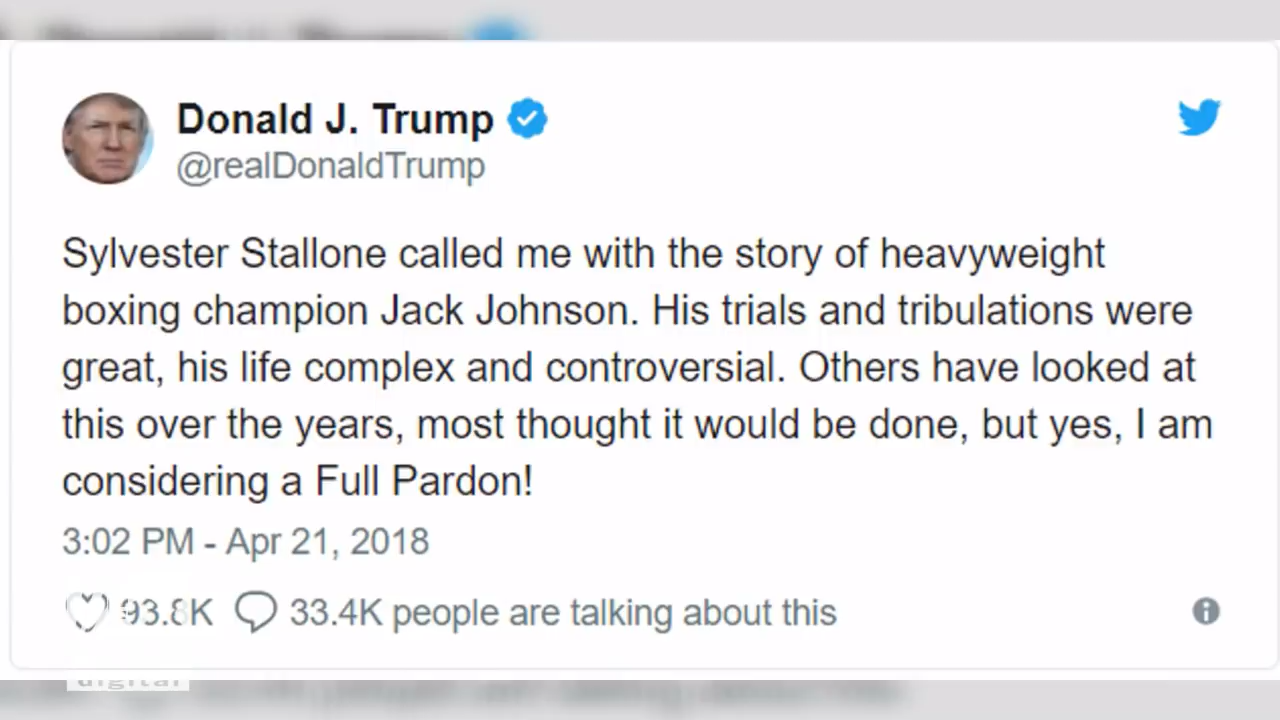 Donald J. Trump
@realDonaldTrump
Sylvester Stallone called me with the story of heavyweight
boxing champion Jack Johnson. His trials and tribulations were
great, his life complex and controversial. Others have looked at
this over the years, most thought it would be done, but yes, I am
considering a Full Pardon!
3:02 PM - Apr 21, 2018
93.8K 33.4K people are talking about this
digital